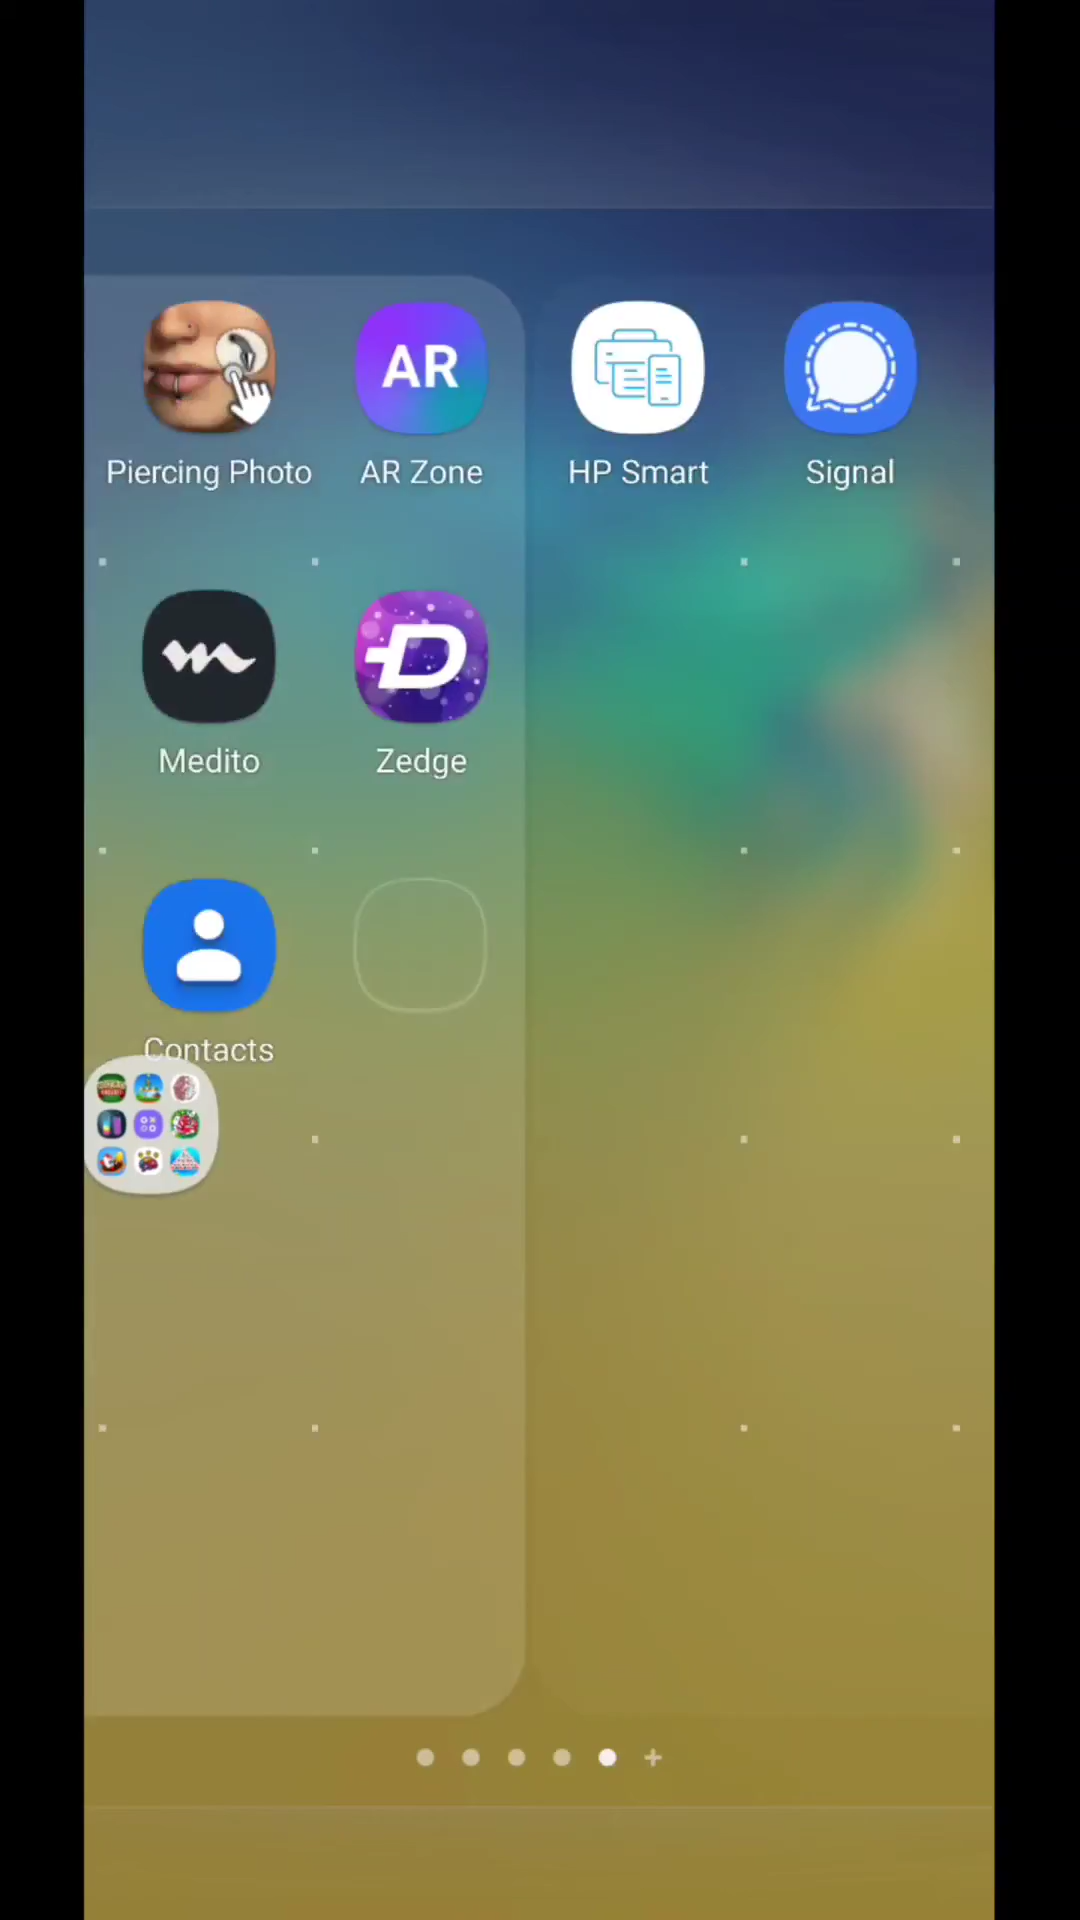 AR
Piercing Photo
AR Zone
HP Smart
Signal
Medito
Zedge
Contacts